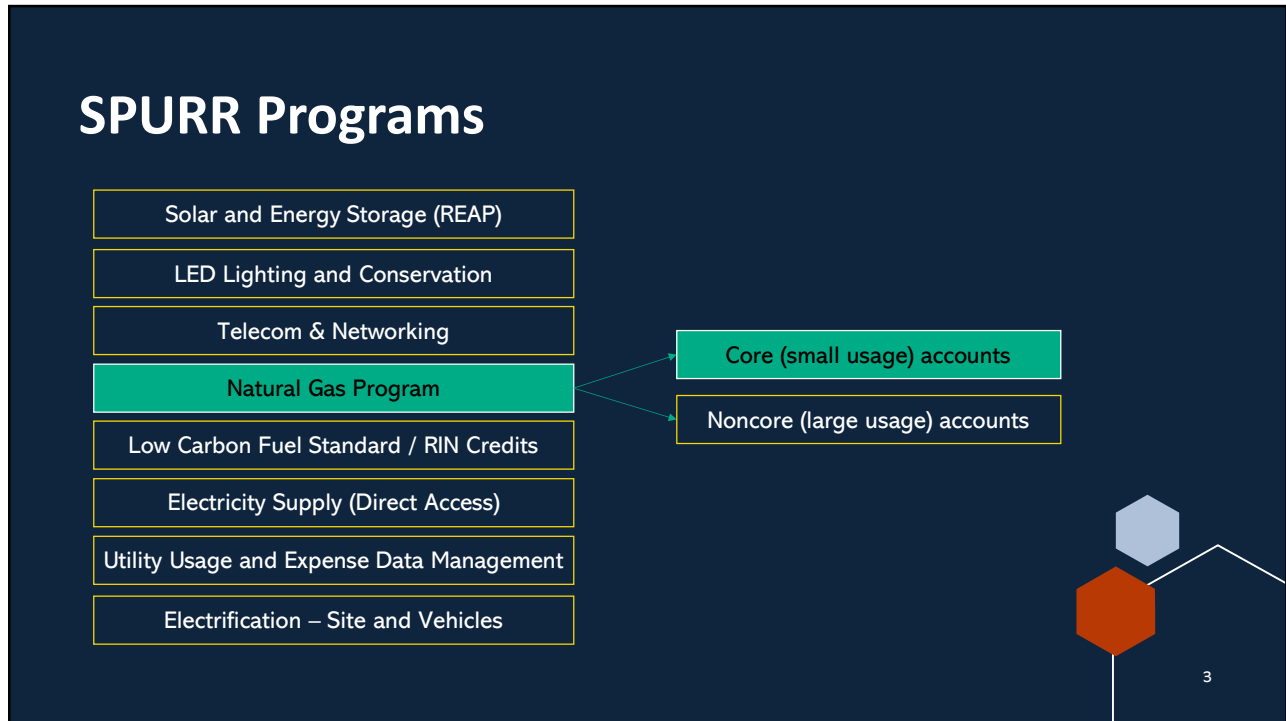 SPURR Programs
Solar and Energy Storage (REAP)
LED Lighting and Conservation
Telecom & Networking
Natural Gas Program
Low Carbon Fuel Standard / RIN Credits
Electricity Supply (Direct Access)
Utility Usage and Expense Data Management
Electrification – Site and Vehicles
Core (small usage) accounts
Noncore (large usage) accounts
3